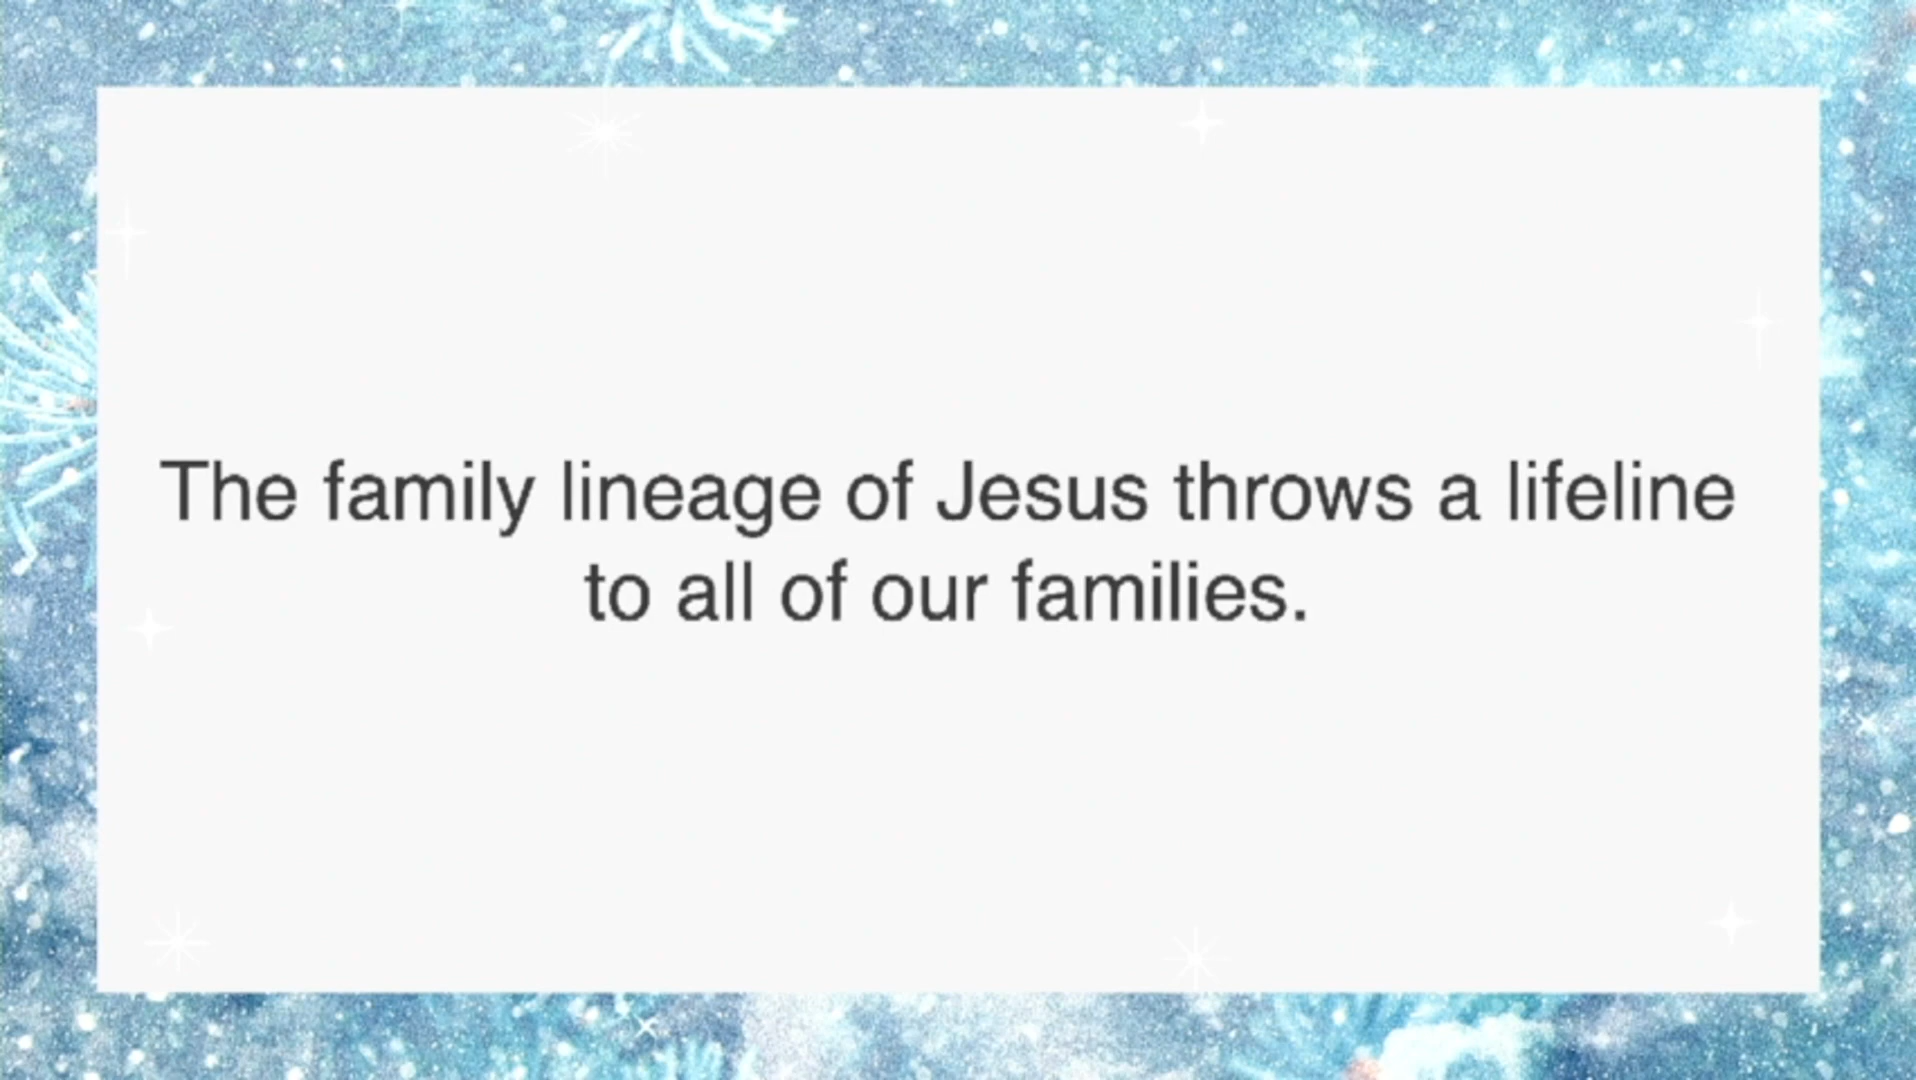 The family lineage of Jesus throws a lifeline
to all of our families.